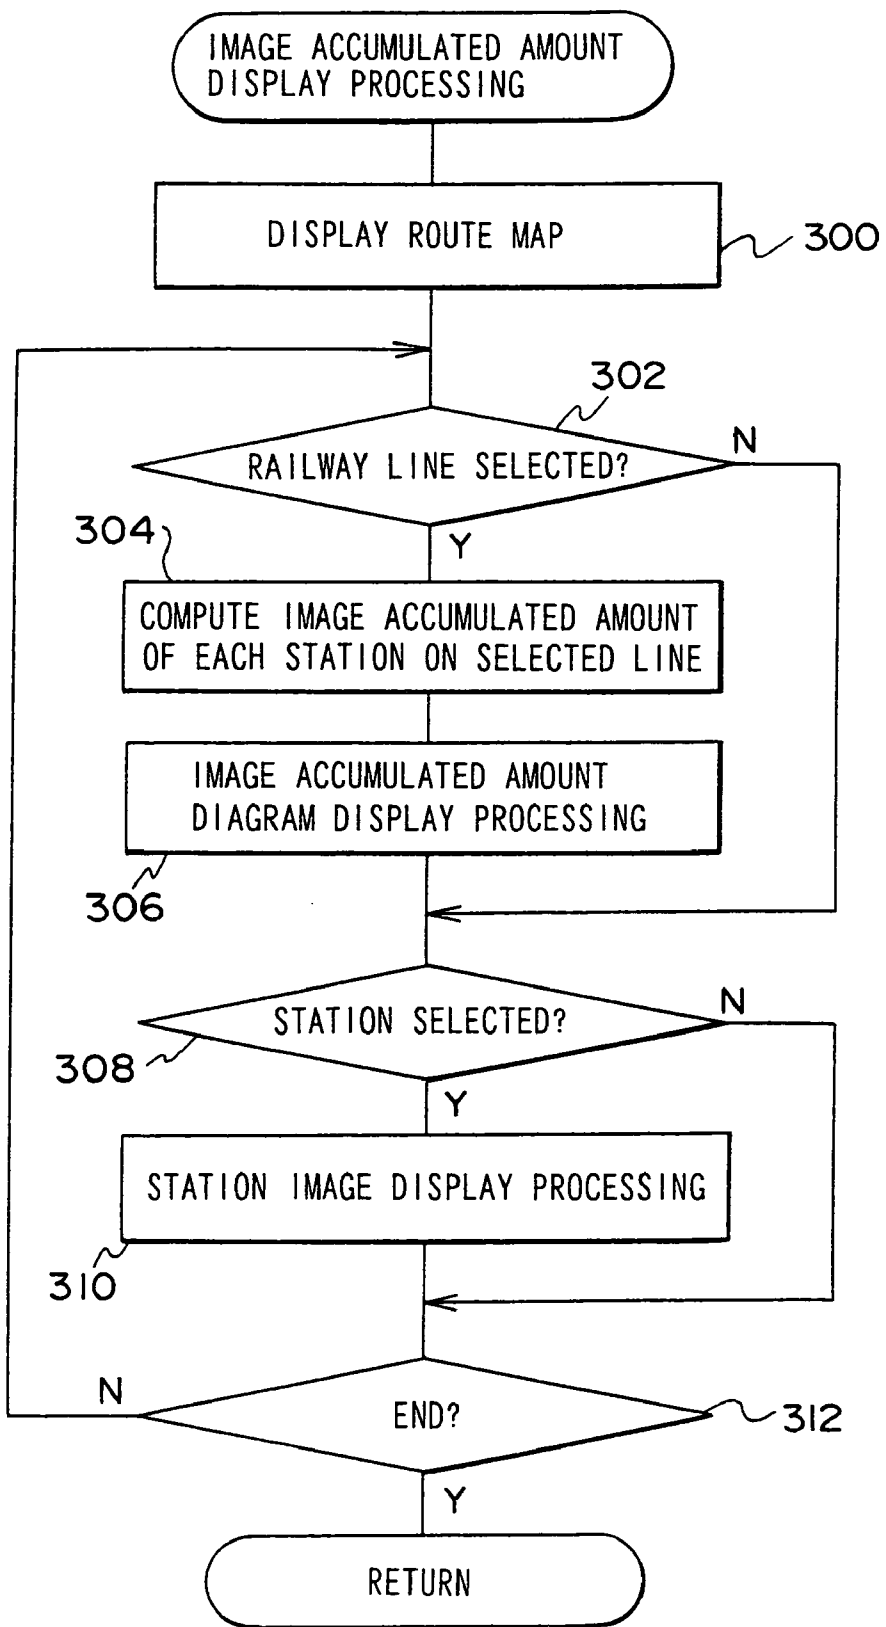 IMAGE ACCUMULATED AMOUNT
DISPLAY PROCESSING
DISPLAY ROUTE MAP
300
302
RAILWAY LINE SELECTED?
N
304
Y
COMPUTE IMAGE ACCUMULATED AMOUNT
OF EACH STATION ON SELECTED LINE
IMAGE ACCUMULATED AMOUNT
DIAGRAM DISPLAY PROCESSING
306
STATION SELECTED?
N
308
Y
STATION IMAGE DISPLAY PROCESSING
310
N
END?
312
Y
RETURN